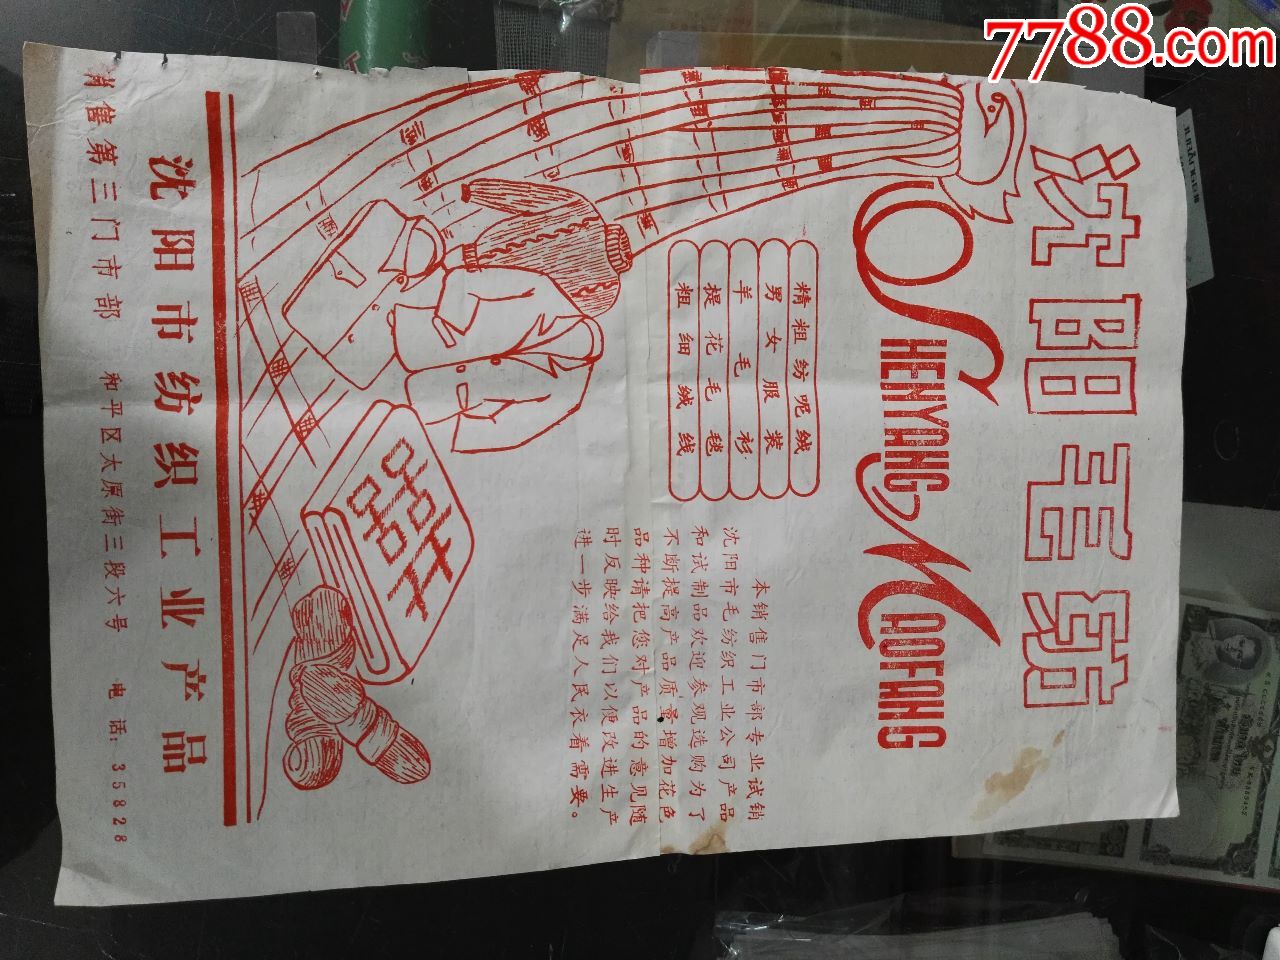 7788.com
沈阳毛纺
SHENYANG MAOFANG
精粗纺呢绒
男女服装
羊毛毛衫
提花毛毯
粗细绒线
本销售门市部专业试销
沈阳市毛纺织工业公司产品
和试制品欢迎参观选购为了
不断提高产品质量增加花色
品种请把您对产品的意见随
时反映给我们以便改进生产
进一步满足人民衣着需要。
沈阳市纺织工业产品
销售第三门市部 和平区太原街三段六号 电话：35828